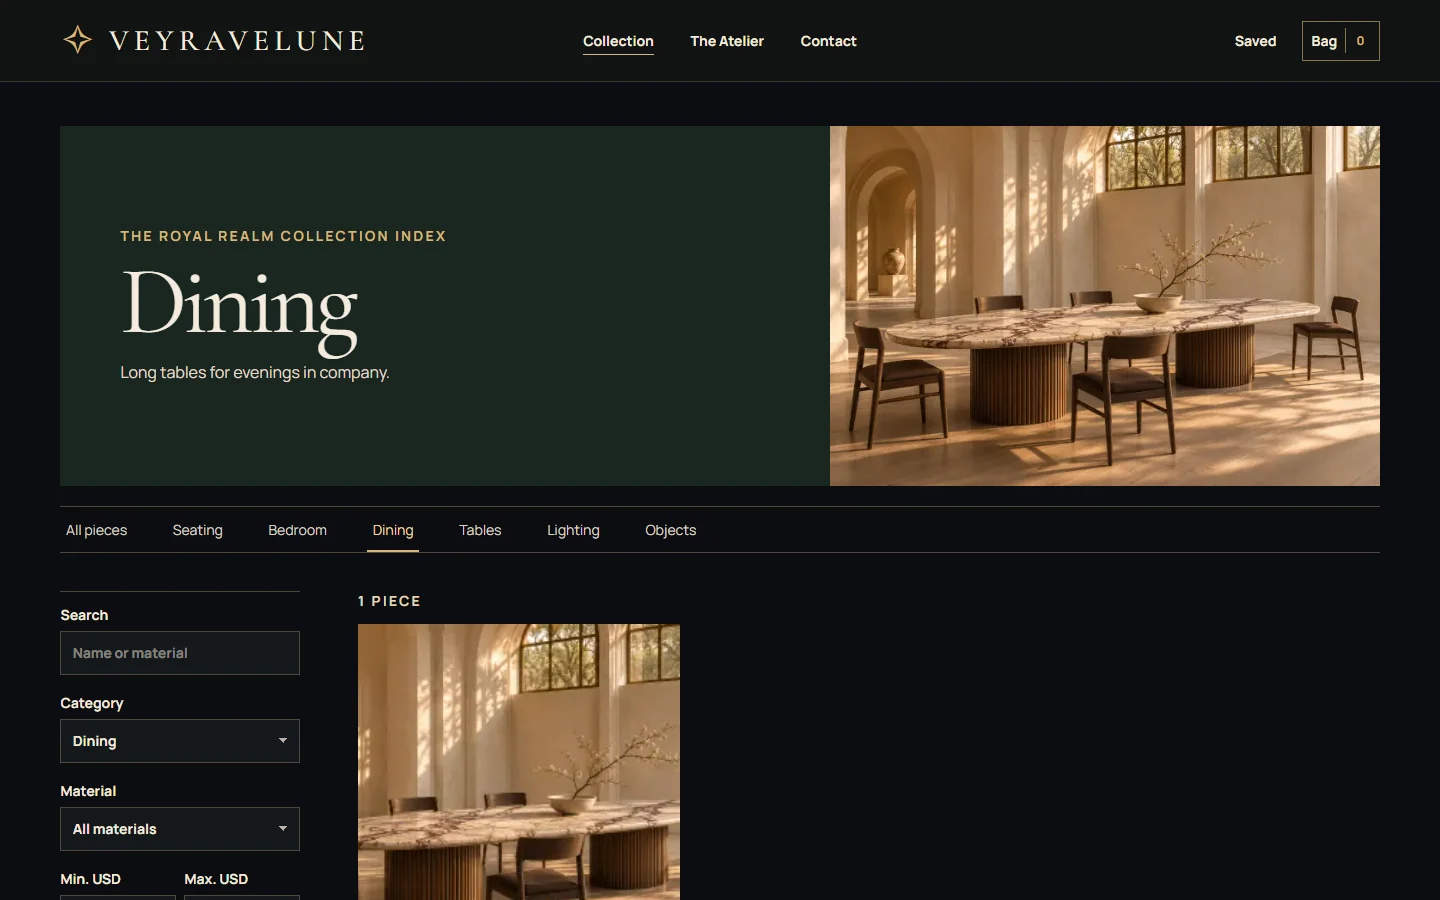 VEYRAVELUNE
Collection
The Atelier
Contact
Saved
Bag 0
THE ROYAL REALM COLLECTION INDEX
Dining
Long tables for evenings in company.
All pieces
Seating
Bedroom
Dining
Tables
Lighting
Objects
Search
Name or material
Category
Dining
Material
All materials
Min. USD
Max. USD
1 PIECE